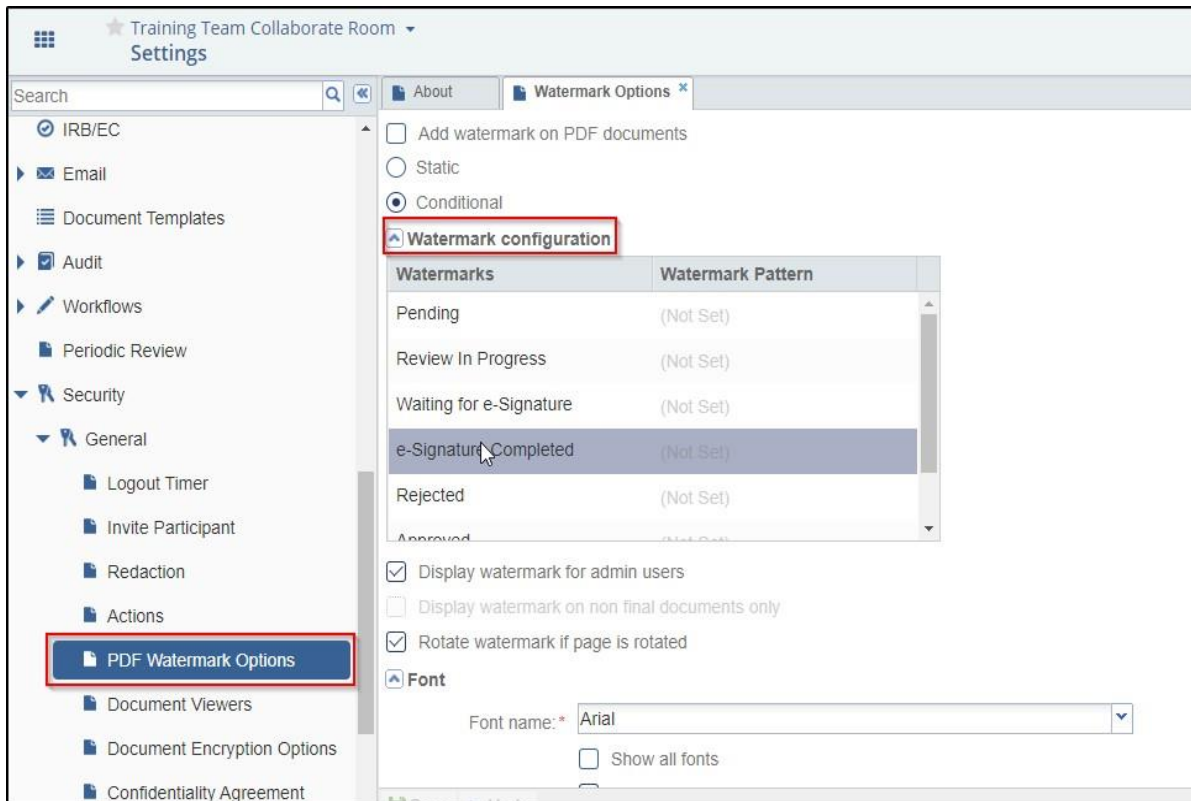 Training Team Collaborate Room
Settings
Search
IRB/EC
Email
Document Templates
Audit
Workflows
Periodic Review
Security
General
Logout Timer
Invite Participant
Redaction
Actions
PDF Watermark Options
Document Viewers
Document Encryption Options
Confidentiality Agreement
About
Watermark Options
Add watermark on PDF documents
Static
Conditional
Watermark configuration
Watermarks Watermark Pattern
Pending (Not Set)
Review In Progress (Not Set)
Waiting for e-Signature (Not Set)
e-Signature Completed (Not Set)
Rejected (Not Set)
Approved (Not Set)
Display watermark for admin users
Display watermark on non final documents only
Rotate watermark if page is rotated
Font
Font name:* Arial
Show all fonts